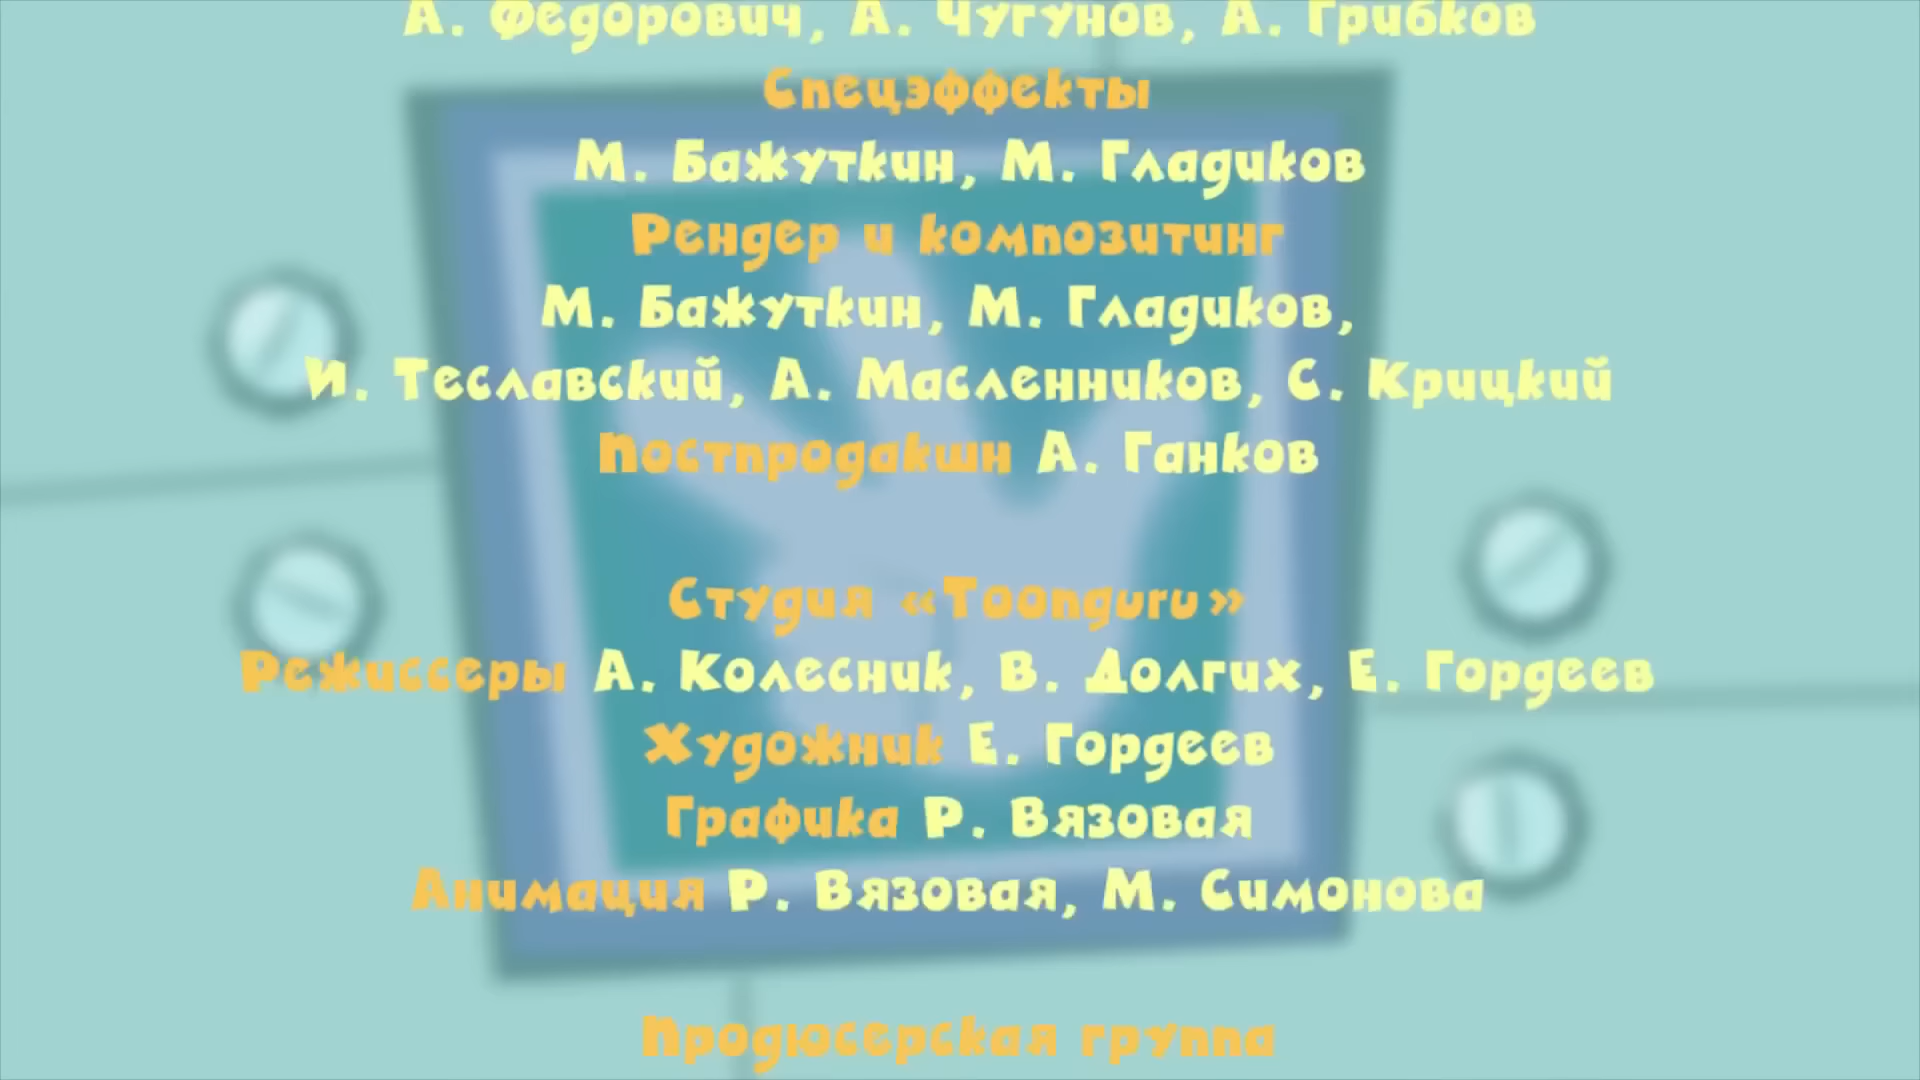 А. Федорович, А. Чугунов, А. Грибков
Спецэффекты
М. Бажуткин, М. Гладиков
Рендер и композитинг
М. Бажуткин, М. Гладиков,
И. Теславский, А. Масленников, С. Крицкий
Постпродакшн А. Ганков
Студия «Toonguru»
Режиссеры А. Колесник, В. Долгих, Е. Гордеев
Художник Е. Гордеев
Графика Р. Вязовая
Анимация Р. Вязовая, М. Симонова
Продюсерская группа